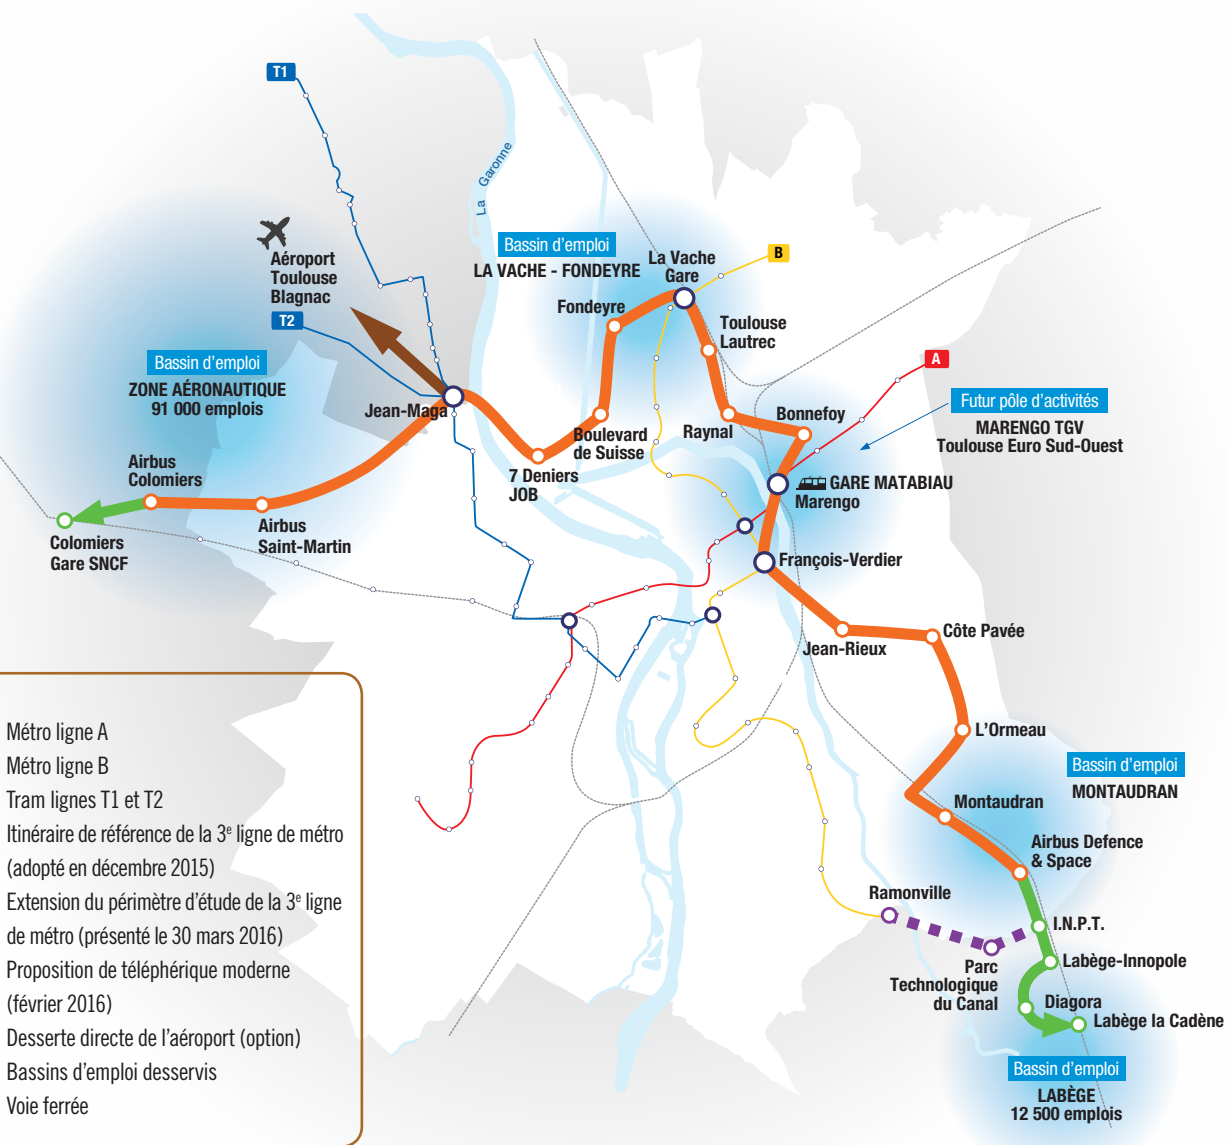 T1
La Garonne
Aéroport
Toulouse
Blagnac
T2
Bassin d'emploi
LA VACHE - FONDEYRE
La Vache
Gare
B
Fondeyre
Toulouse
Lautrec
A
Bassin d'emploi
ZONE AÉRONAUTIQUE
91 000 emplois
Jean-Maga
Boulevard
de Suisse
Raynal
Bonnefoy
Futur pôle d'activités
MARENGO TGV
Toulouse Euro Sud-Ouest
7 Deniers
JOB
Airbus
Colomiers
GARE MATABIAU
Marengo
Airbus
Saint-Martin
Colomiers
Gare SNCF
François-Verdier
Jean-Rieux
Côte Pavée
L'Ormeau
Bassin d'emploi
MONTAUDRAN
Montaudran
Airbus Defence
& Space
Ramonville
I.N.P.T.
Parc
Technologique
du Canal
Labège-Innopole
Diagora
Labège la Cadène
Bassin d'emploi
LABÈGE
12 500 emplois
Métro ligne A
Métro ligne B
Tram lignes T1 et T2
Itinéraire de référence de la 3e ligne de métro
(adopté en décembre 2015)
Extension du périmètre d'étude de la 3e ligne
de métro (présenté le 30 mars 2016)
Proposition de téléphérique moderne
(février 2016)
Desserte directe de l'aéroport (option)
Bassins d'emploi desservis
Voie ferrée